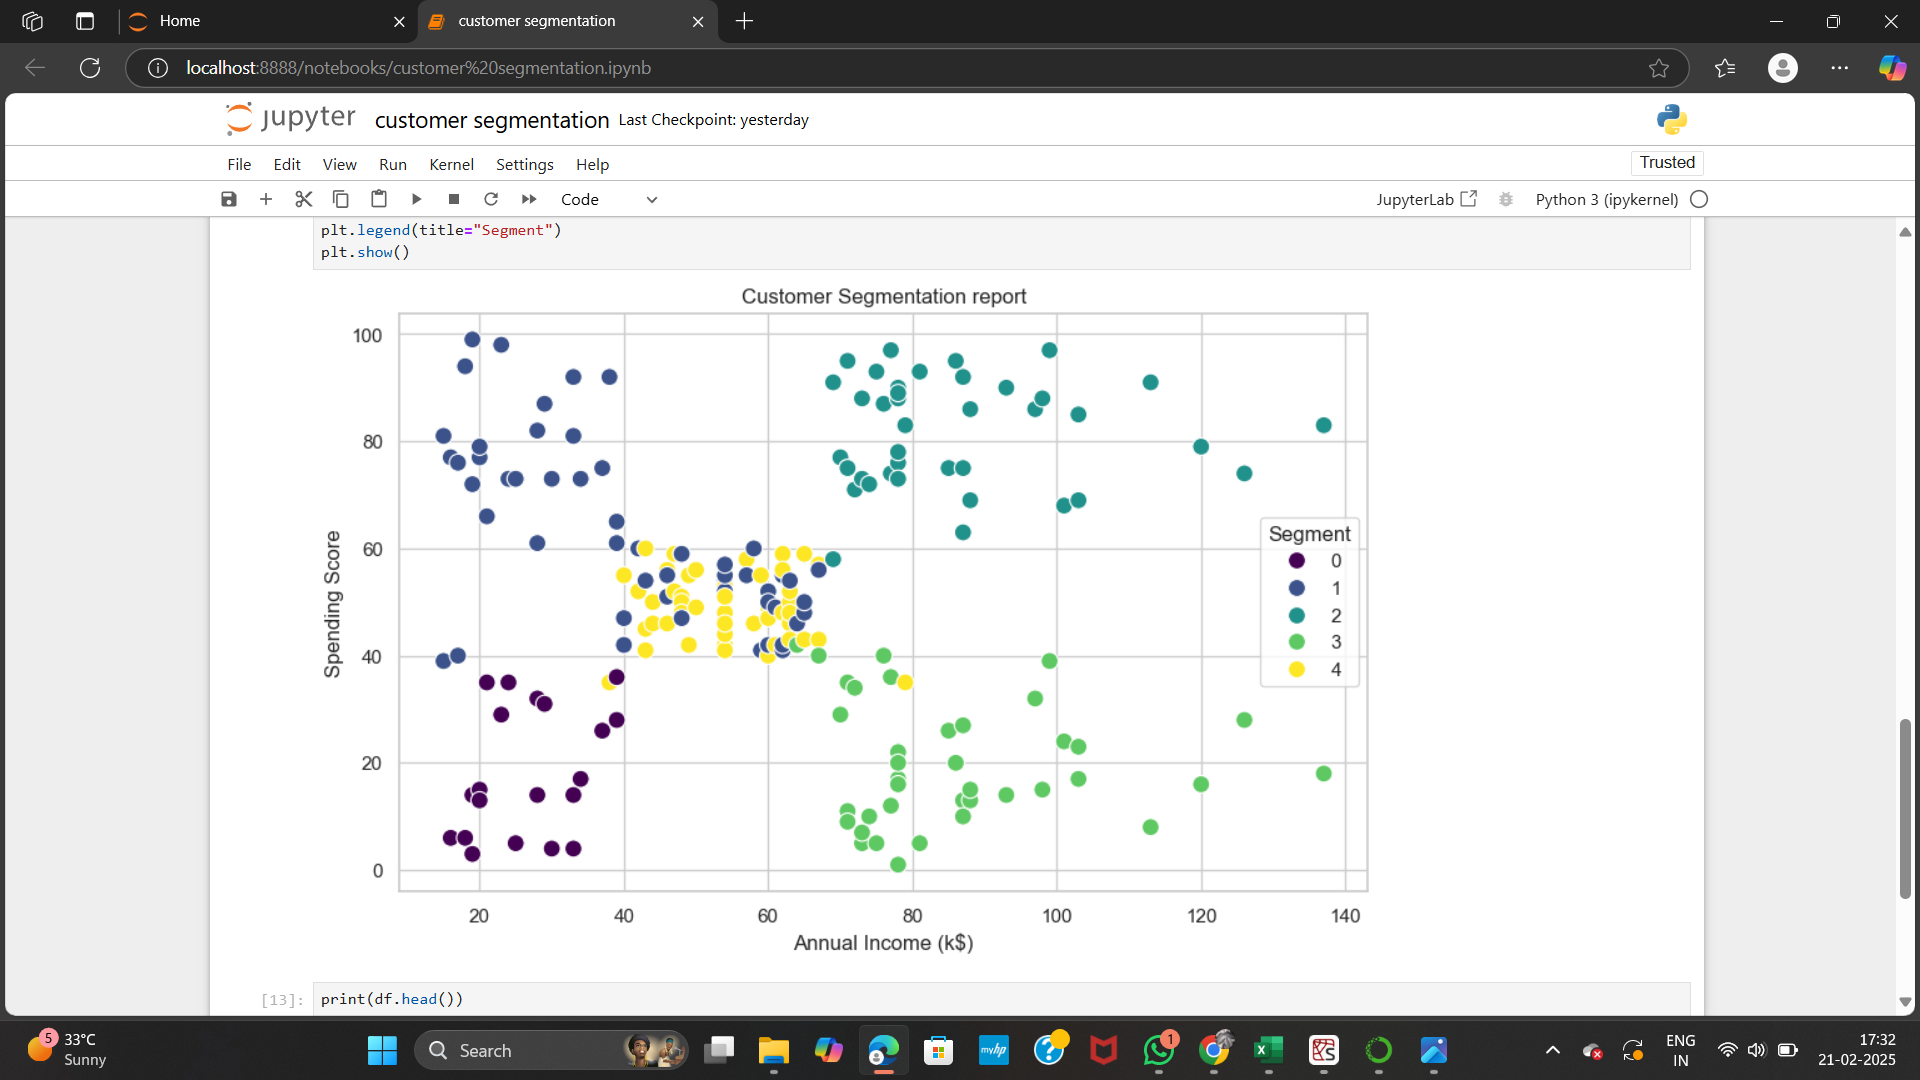 Home
customer segmentation
localhost:8888/notebooks/customer%20segmentation.ipynb
jupyter customer segmentation Last Checkpoint: yesterday
File Edit View Run Kernel Settings Help
Trusted
Code
JupyterLab
Python 3 (ipykernel)
plt.legend(title="Segment")
plt.show()
Customer Segmentation report
100
80
60
40
20
0
Spending Score
Segment
0
1
2
3
4
20 40 60 80 100 120 140
Annual Income (k$)
[13]: print(df.head())
5
33°C
Sunny
Search
myhp
1
ENG
IN
17:32
21-02-2025